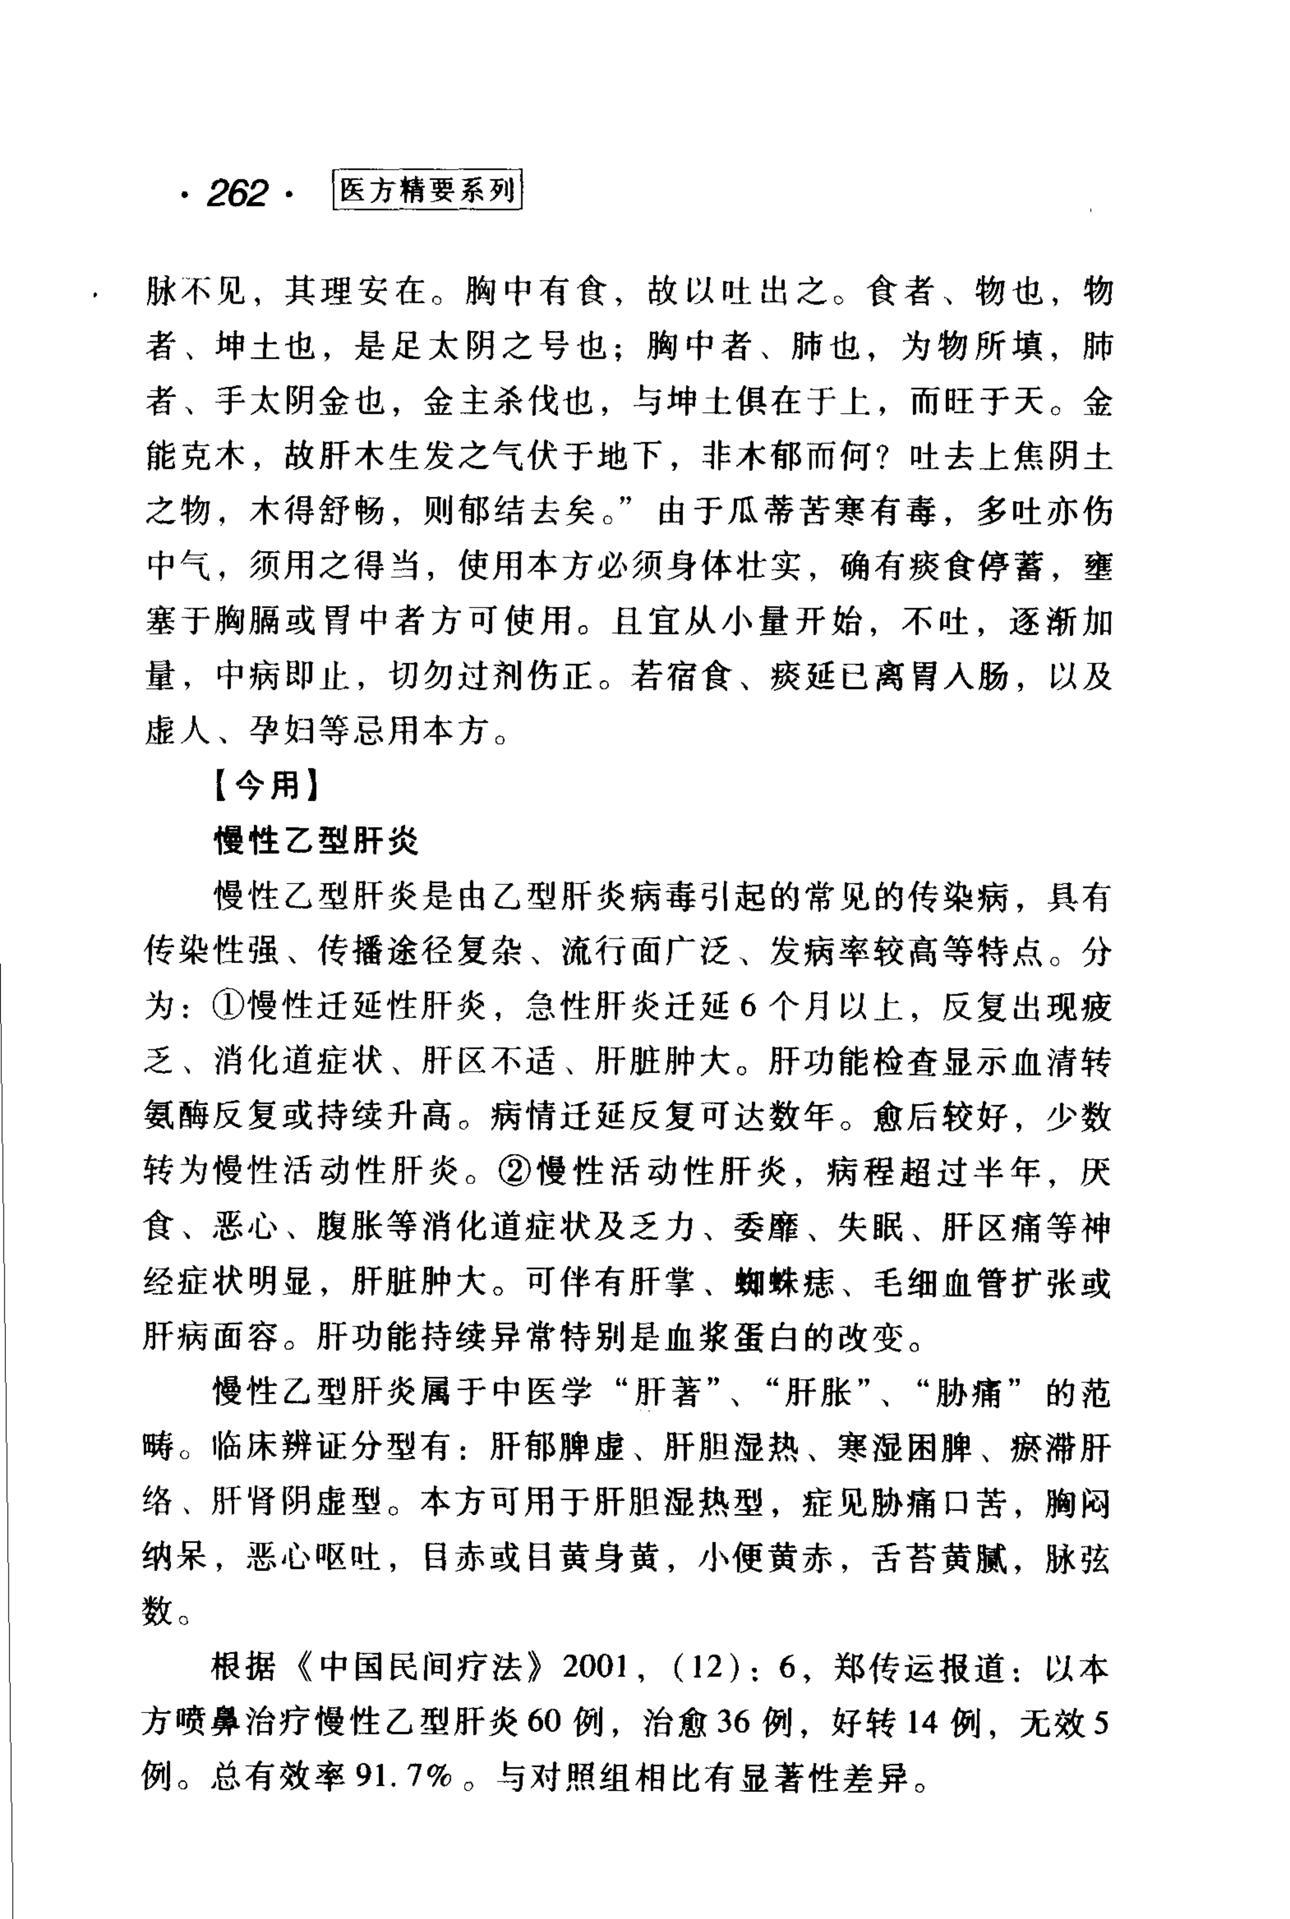 ·262· 医方精要系列
脉不见，其理安在。胸中有食，故以吐出之。食者、物也，物
者、坤土也，是足太阴之号也；胸中者、肺也，为物所填，肺
者、手太阴金也，金主杀伐也，与坤土俱在于上，而旺于天。金
能克木，故肝木生发之气伏于地下，非木郁而何？吐去上焦阴土
之物，木得舒畅，则郁结去矣。”由于瓜蒂苦寒有毒，多吐亦伤
中气，须用之得当，使用本方必须身体壮实，确有痰食停蓄，壅
塞于胸膈或胃中者方可使用。且宜从小量开始，不吐，逐渐加
量，中病即止，切勿过剂伤正。若宿食、痰延已离胃入肠，以及
虚人、孕妇等忌用本方。
【今用】
慢性乙型肝炎
慢性乙型肝炎是由乙型肝炎病毒引起的常见的传染病，具有
传染性强、传播途径复杂、流行面广泛、发病率较高等特点。分
为：①慢性迁延性肝炎，急性肝炎迁延6个月以上，反复出现疲
乏、消化道症状、肝区不适、肝脏肿大。肝功能检查显示血清转
氨酶反复或持续升高。病情迁延反复可达数年。愈后较好，少数
转为慢性活动性肝炎。②慢性活动性肝炎，病程超过半年，厌
食、恶心、腹胀等消化道症状及乏力、委靡、失眠、肝区痛等神
经症状明显，肝脏肿大。可伴有肝掌、蜘蛛痣、毛细血管扩张或
肝病面容。肝功能持续异常特别是血浆蛋白的改变。
慢性乙型肝炎属于中医学“肝著”、“肝胀”、“胁痛”的范
畴。临床辨证分型有：肝郁脾虚、肝胆湿热、寒湿困脾、瘀滞肝
络、肝肾阴虚型。本方可用于肝胆湿热型，症见胁痛口苦，胸闷
纳呆，恶心呕吐，目赤或目黄身黄，小便黄赤，舌苔黄腻，脉弦
数。
根据《中国民间疗法》2001，（12）：6，郑传运报道：以本
方喷鼻治疗慢性乙型肝炎60例，治愈36例，好转14例，无效5
例。总有效率91.7%。与对照组相比有显著性差异。